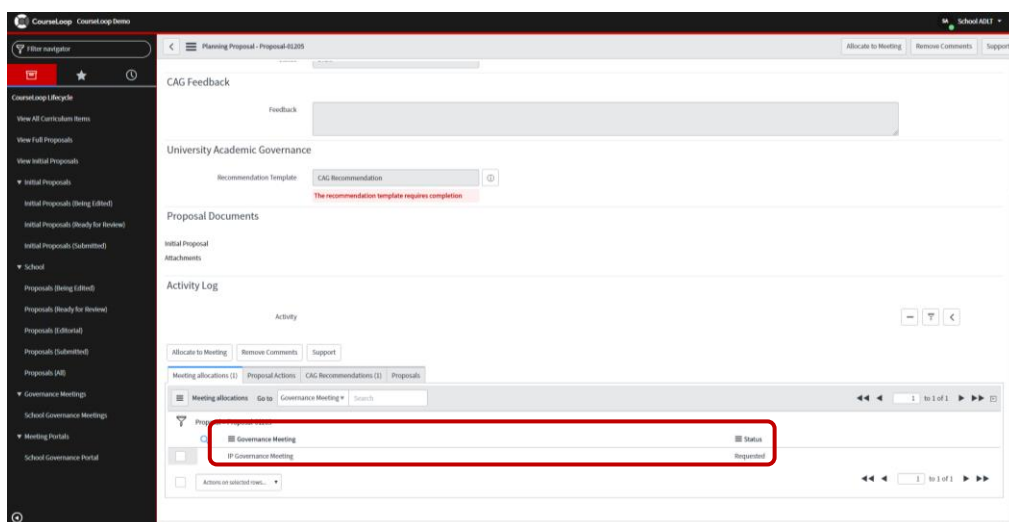 CourseLoop CourseLoop Demo
SA School ADLT
Filter navigator
Planning Proposal - Proposal-01205
Allocate to Meeting Remove Comments Support
CourseLoop Lifecycle
View All Curriculum Items
View Full Proposals
View Initial Proposals
Initial Proposals
Initial Proposals (Being Edited)
Initial Proposals (Ready for Review)
Initial Proposals (Submitted)
School
Proposals (Being Edited)
Proposals (Ready for Review)
Proposals (Editorial)
Proposals (Submitted)
Proposals (All)
Governance Meetings
School Governance Meetings
Meeting Portals
School Governance Portal
CAG Feedback
Feedback
University Academic Governance
Recommendation Template CAG Recommendation
The recommendation template requires completion
Proposal Documents
Initial Proposal
Attachments
Activity Log
Activity
Allocate to Meeting Remove Comments Support
Meeting allocations (1) Proposal Actions CAG Recommendations (1) Proposals
Meeting allocations Go to Governance Meeting Search 1 to 1 of 1
Governance Meeting Status
IP Governance Meeting Requested
Actions on selected rows... 1 to 1 of 1